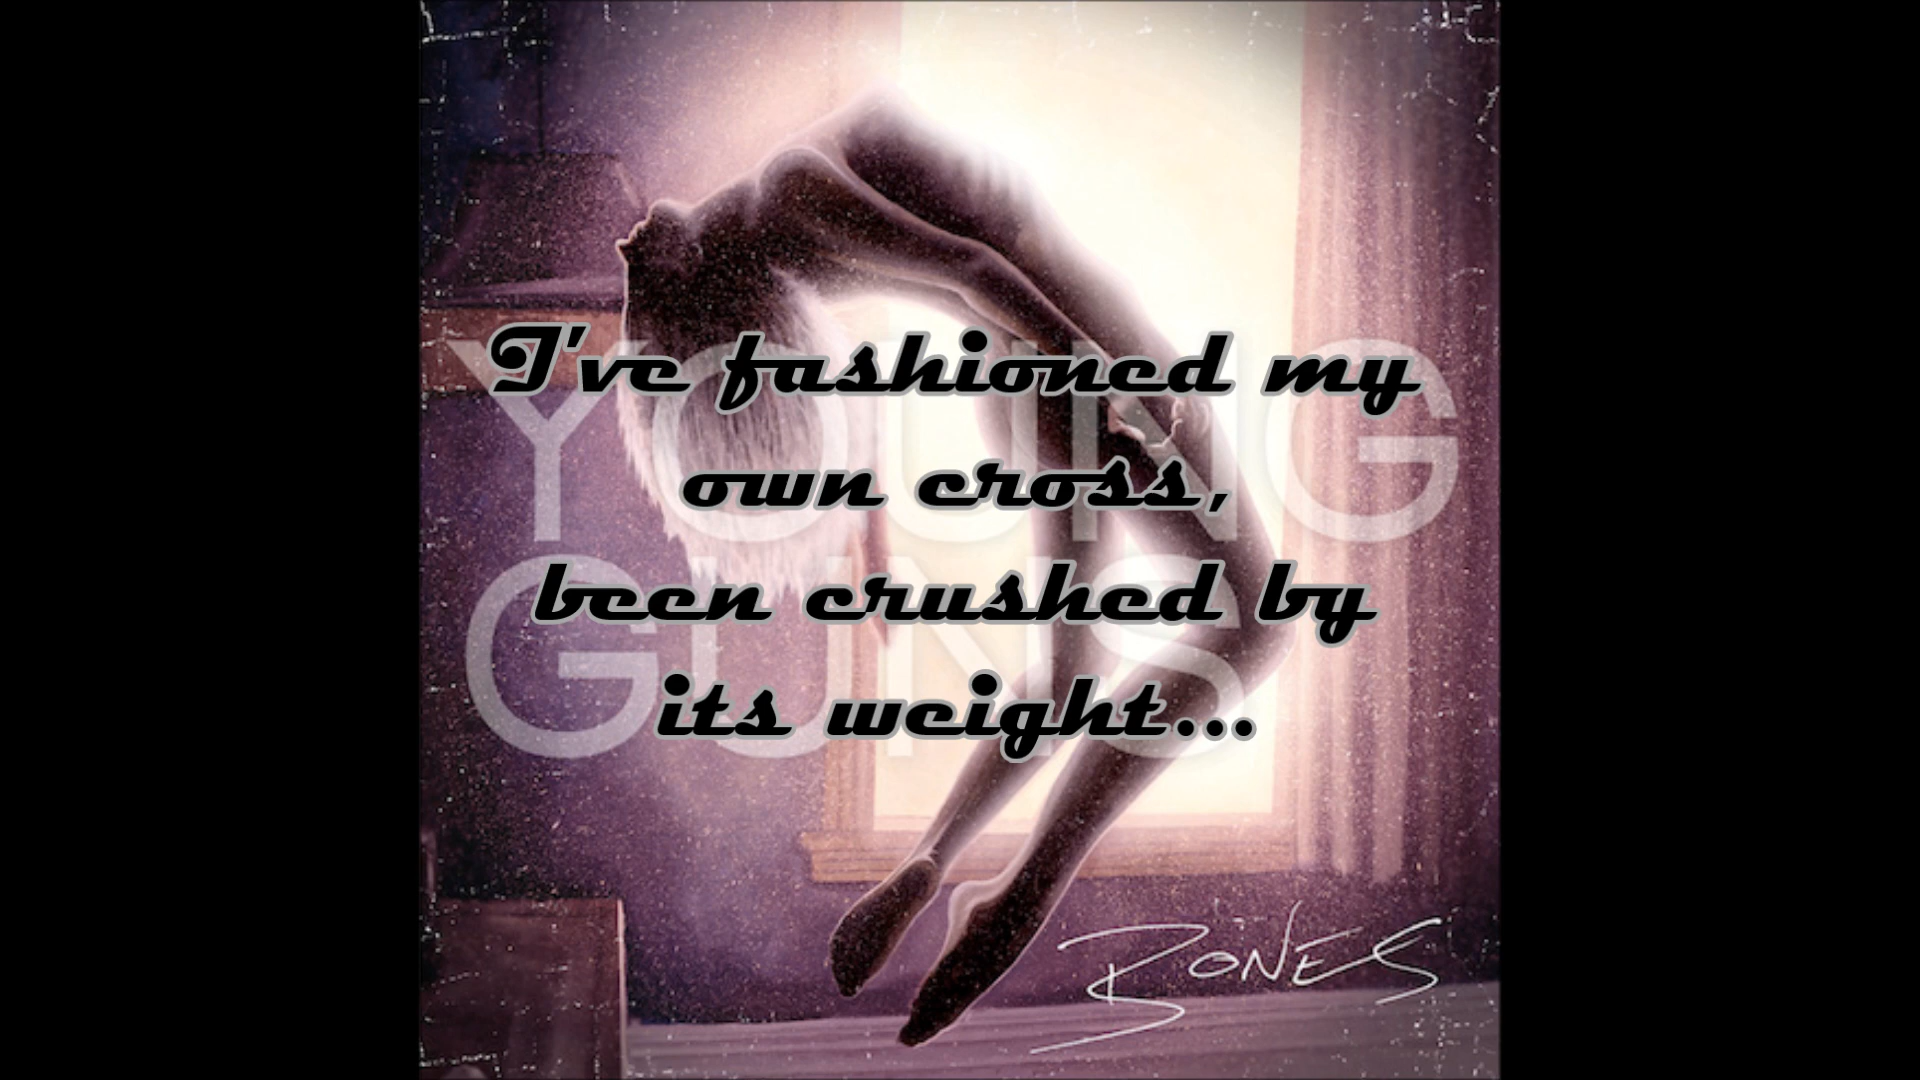 I've fashioned my
own cross,
been crushed by
its weight...
YOUNG
GUNS
BONES